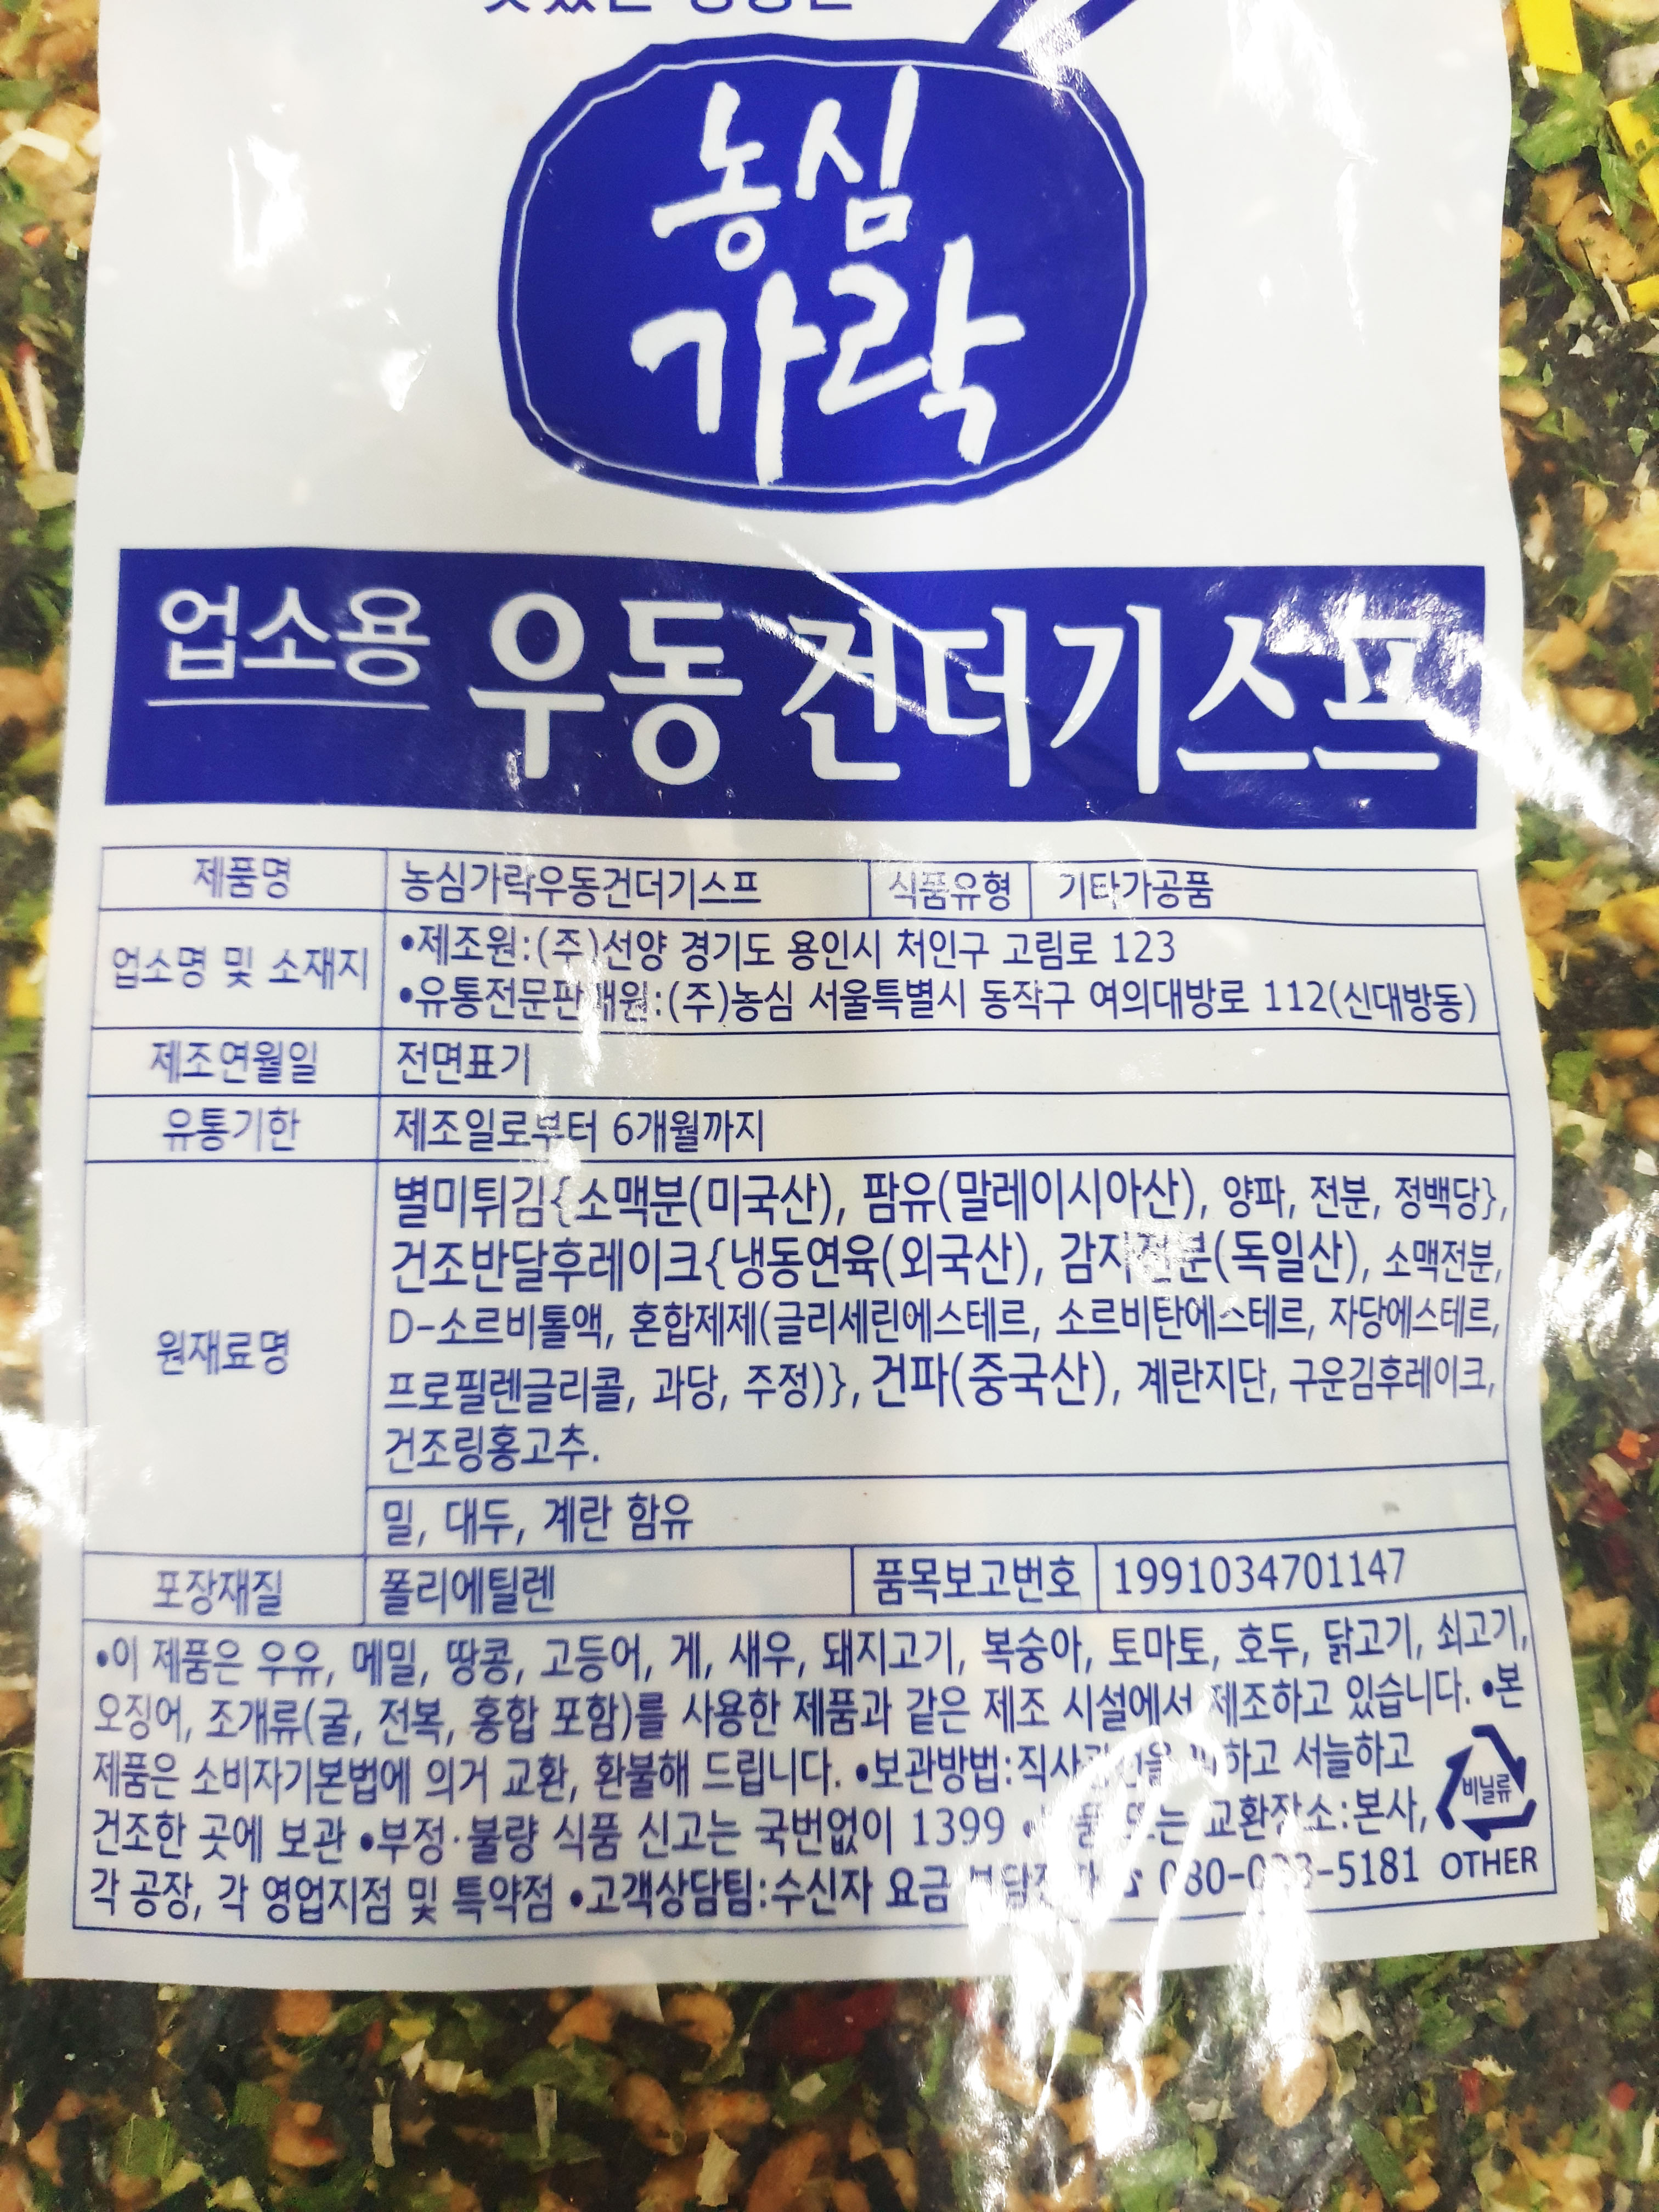 농심
가락
업소용 우동 건더기스프
제품명 농심가락우동건더기스프 식품유형 기타가공품
업소명 및 소재지 •제조원:(주)선양 경기도 용인시 처인구 고림로 123
•유통전문판매원:(주)농심 서울특별시 동작구 여의대방로 112(신대방동)
제조연월일 전면표기
유통기한 제조일로부터 6개월까지
원재료명 별미튀김{소맥분(미국산), 팜유(말레이시아산), 양파, 전분, 정백당},
건조반달후레이크{냉동연육(외국산), 감자전분(독일산), 소맥전분,
D-소르비톨액, 혼합제제(글리세린에스테르, 소르비탄에스테르, 자당에스테르,
프로필렌글리콜, 과당, 주정)}, 건파(중국산), 계란지단, 구운김후레이크,
건조링홍고추.
밀, 대두, 계란 함유
포장재질 폴리에틸렌 품목보고번호 1991034701147
•이 제품은 우유, 메밀, 땅콩, 고등어, 게, 새우, 돼지고기, 복숭아, 토마토, 호두, 닭고기, 쇠고기,
오징어, 조개류(굴, 전복, 홍합 포함)를 사용한 제품과 같은 제조 시설에서 제조하고 있습니다. •본
제품은 소비자기본법에 의거 교환, 환불해 드립니다. •보관방법:직사광선을 피하고 서늘하고
건조한 곳에 보관 •부정·불량 식품 신고는 국번없이 1399 • 또는 교환장소:본사,
각 공장, 각 영업지점 및 특약점 •고객상담팀:수신자 요금
비닐류
OTHER